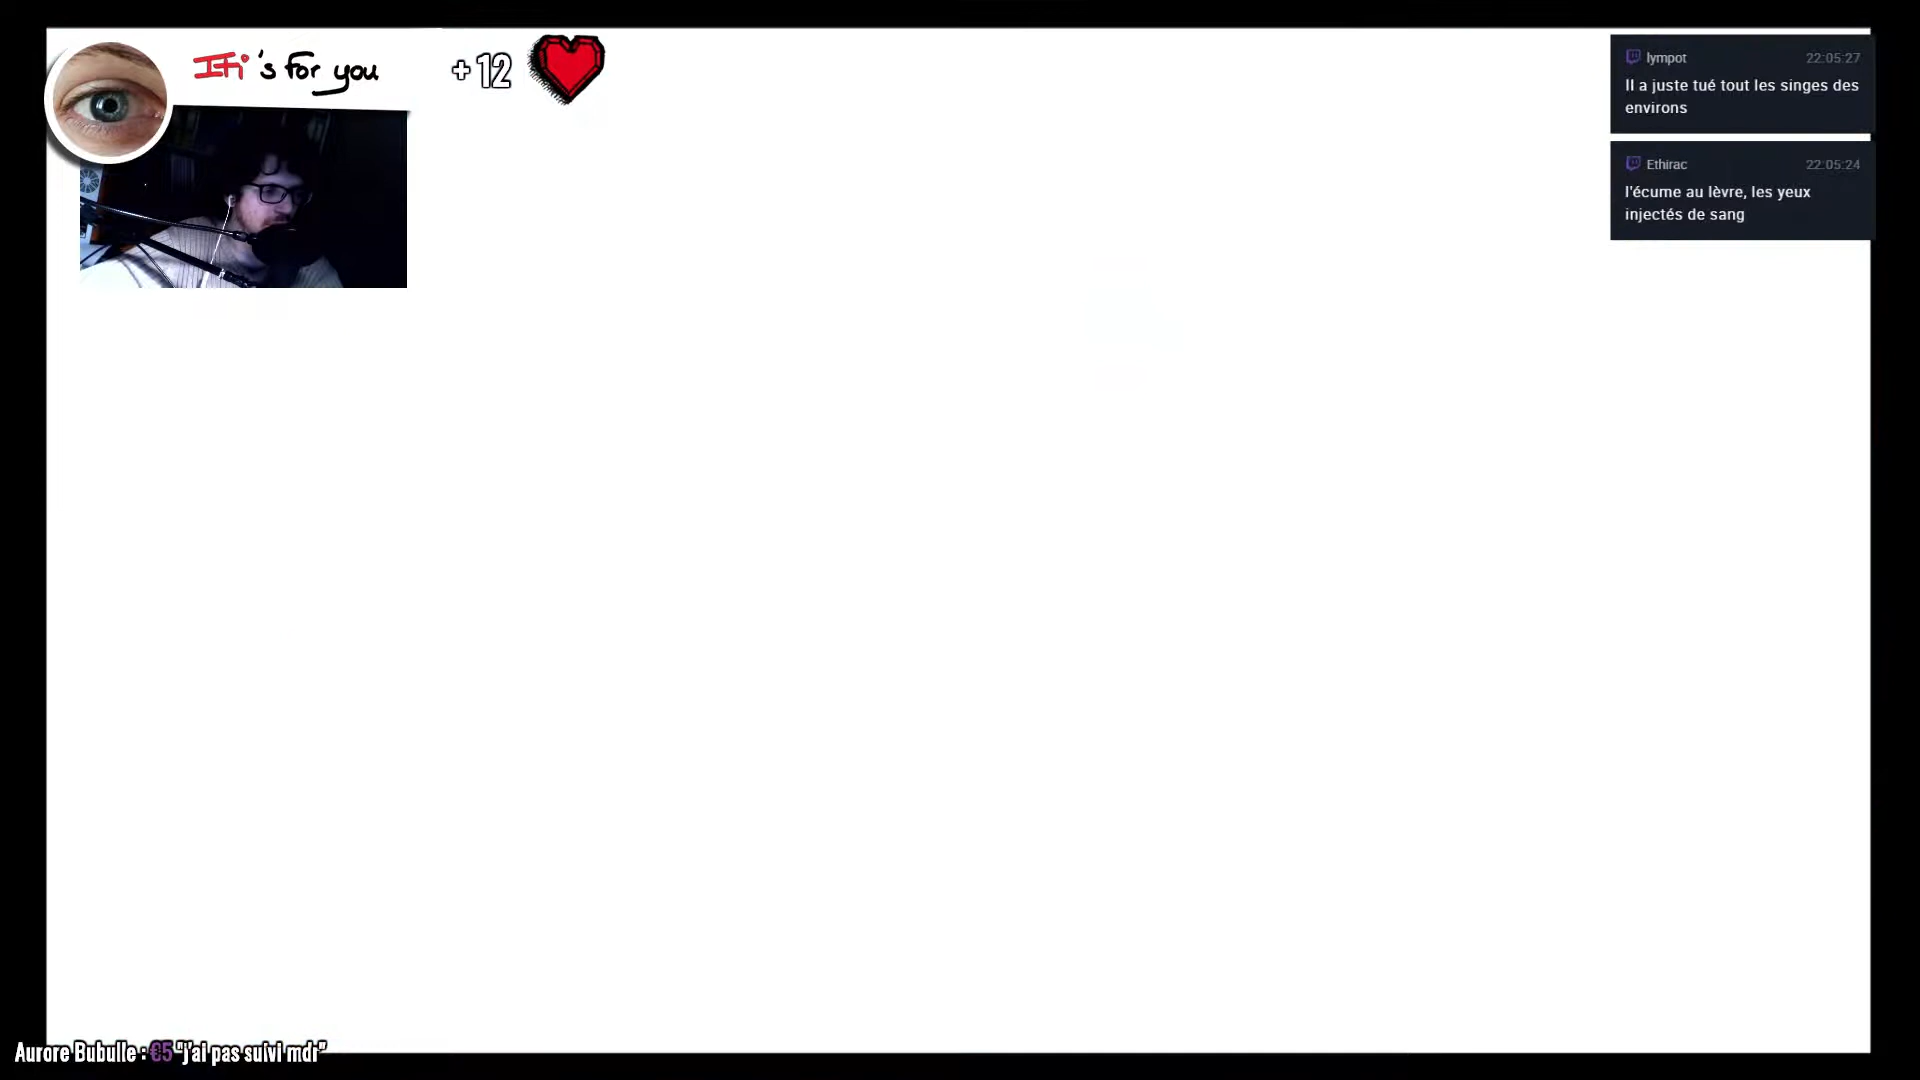 Iti's for you
+12
lympot 22:05:27
Il a juste tué tout les singes des
environs
Ethirac 22:05:24
l'écume au lèvre, les yeux
injectés de sang
Aurore Bubulle : €5 "j'ai pas suivi mdr"